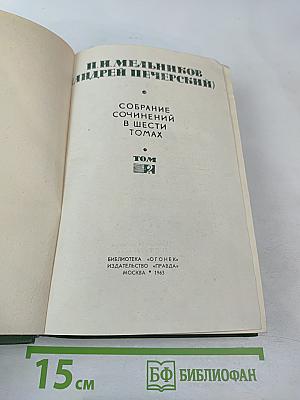 П.И.МЕЛЬНИКОВ
(АНДРЕЙ ПЕЧЕРСКИЙ)
СОБРАНИЕ
СОЧИНЕНИЙ
В ШЕСТИ
ТОМАХ
ТОМ
БИБЛИОТЕКА «ОГОНЕК»
ИЗДАТЕЛЬСТВО «ПРАВДА»
МОСКВА • 1963
15 см
БФ БИБЛИОФАН